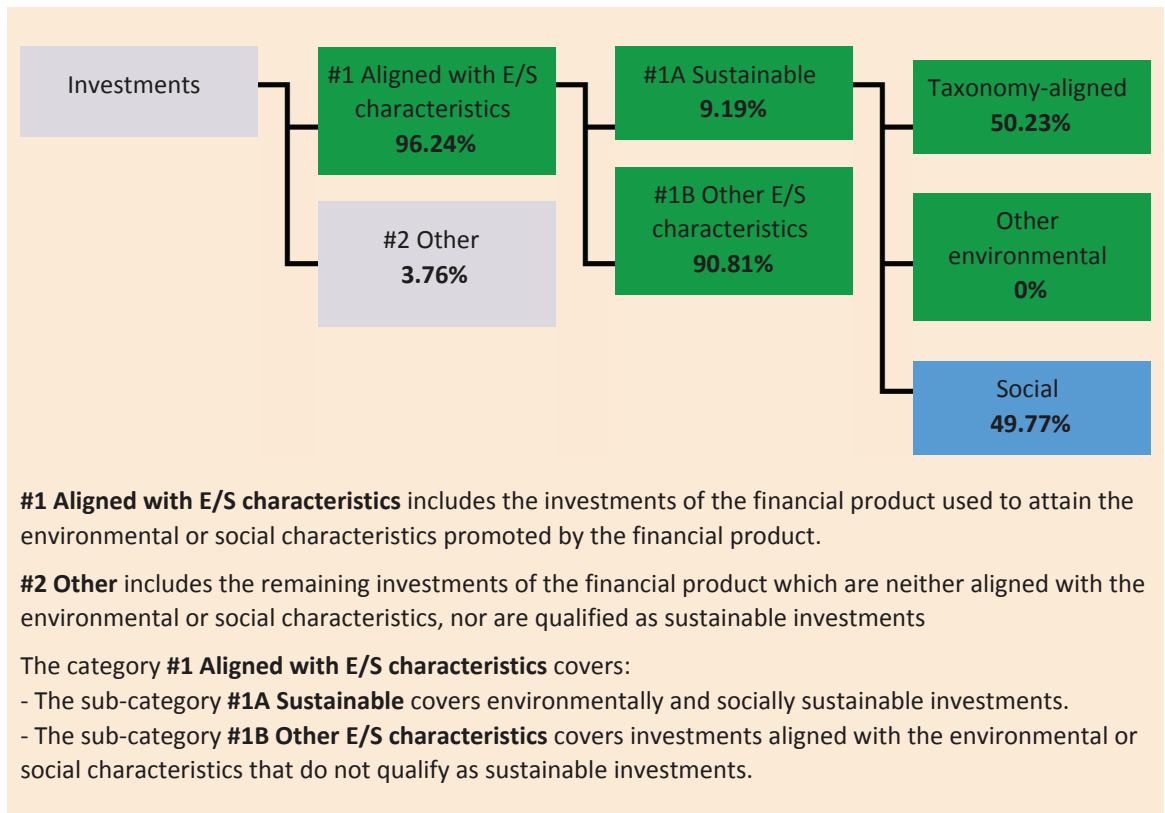 Investments
#1 Aligned with E/S
characteristics
96.24%
#2 Other
3.76%
#1A Sustainable
9.19%
#1B Other E/S
characteristics
90.81%
Taxonomy-aligned
50.23%
Other
environmental
0%
Social
49.77%
#1 Aligned with E/S characteristics includes the investments of the financial product used to attain the
environmental or social characteristics promoted by the financial product.
#2 Other includes the remaining investments of the financial product which are neither aligned with the
environmental or social characteristics, nor are qualified as sustainable investments
The category #1 Aligned with E/S characteristics covers:
- The sub-category #1A Sustainable covers environmentally and socially sustainable investments.
- The sub-category #1B Other E/S characteristics covers investments aligned with the environmental or
social characteristics that do not qualify as sustainable investments.